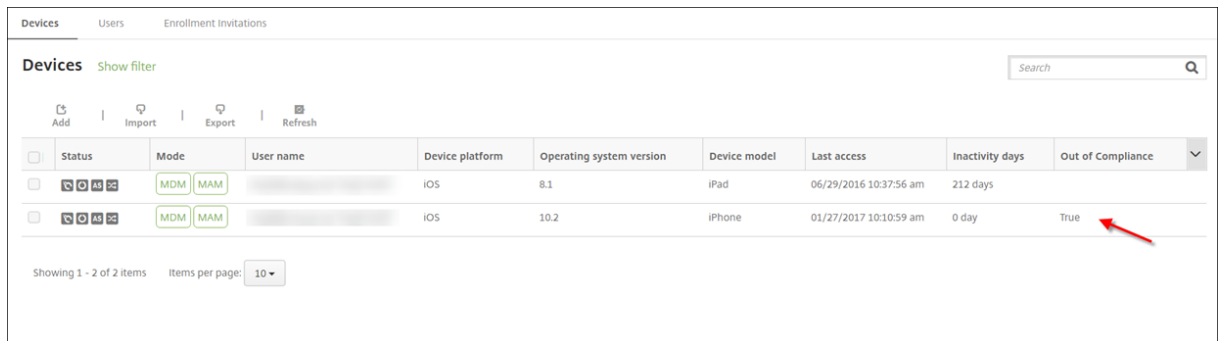 Devices Users Enrollment Invitations
Devices Show filter
Search
Add | Import | Export | Refresh
Status Mode User name Device platform Operating system version Device model Last access Inactivity days Out of Compliance
AS MDM MAM iOS 8.1 iPad 06/29/2016 10:37:56 am 212 days
AS MDM MAM iOS 10.2 iPhone 01/27/2017 10:10:59 am 0 day True
Showing 1 - 2 of 2 items Items per page: 10